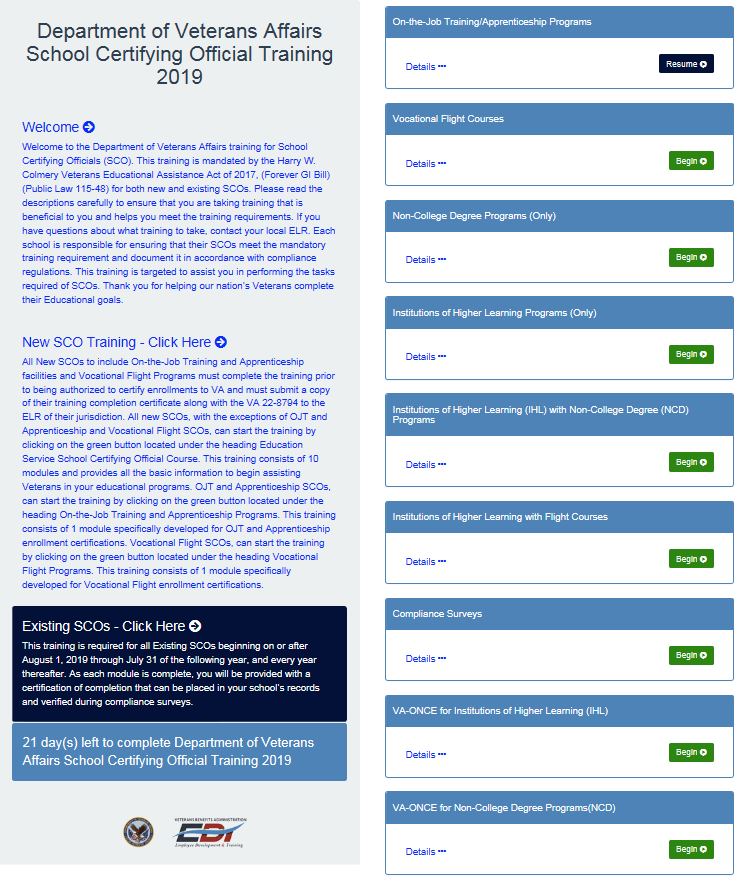 Department of Veterans Affairs
School Certifying Official Training
2019
Welcome
Welcome to the Department of Veterans Affairs training for School
Certifying Officials (SCO). This training is mandated by the Harry W.
Colmery Veterans Educational Assistance Act of 2017, (Forever GI Bill)
(Public Law 115-48) for both new and existing SCOs. Please read the
descriptions carefully to ensure that you are taking training that is
beneficial to you and helps you meet the training requirements. If you
have questions about what training to take, contact your local ELR. Each
school is responsible for ensuring that their SCOs meet the mandatory
training requirement and document it in accordance with compliance
regulations. This training is targeted to assist you in performing the tasks
required of SCOs. Thank you for helping our nation's Veterans complete
their Educational goals.
New SCO Training - Click Here
All New SCOs to include On-the-Job Training and Apprenticeship
facilities and Vocational Flight Programs must complete the training prior
to being authorized to certify enrollments to VA and must submit a copy
of their training completion certificate along with the VA 22-8794 to the
ELR of their jurisdiction. All new SCOs, with the exceptions of OJT and
Apprenticeship and Vocational Flight SCOs, can start the training by
clicking on the green button located under the heading Education
Service School Certifying Official Course. This training consists of 10
modules and provides all the basic information to begin assisting
Veterans in your educational programs. OJT and Apprenticeship SCOs,
can start the training by clicking on the green button located under the
heading On-the-Job Training and Apprenticeship Programs. This training
consists of 1 module specifically developed for OJT and Apprenticeship
enrollment certifications. Vocational Flight SCOs, can start the training
by clicking on the green button located under the heading Vocational
Flight Programs. This training consists of 1 module specifically
developed for Vocational Flight enrollment certifications.
Existing SCOs - Click Here
This training is required for all Existing SCOs beginning on or after
August 1, 2019 through July 31 of the following year, and every year
thereafter. As each module is complete, you will be provided with a
certification of completion that can be placed in your school's records
and verified during compliance surveys.
21 day(s) left to complete Department of Veterans
Affairs School Certifying Official Training 2019
VETERANS BENEFITS ADMINISTRATION
EDT
Employee Development & Training
On-the-Job Training/Apprenticeship Programs
Details ···
Resume
Vocational Flight Courses
Details ···
Begin
Non-College Degree Programs (Only)
Details ···
Begin
Institutions of Higher Learning Programs (Only)
Details ···
Begin
Institutions of Higher Learning (IHL) with Non-College Degree (NCD)
Programs
Details ···
Begin
Institutions of Higher Learning with Flight Courses
Details ···
Begin
Compliance Surveys
Details ···
Begin
VA-ONCE for Institutions of Higher Learning (IHL)
Details ···
Begin
VA-ONCE for Non-College Degree Programs(NCD)
Details ···
Begin